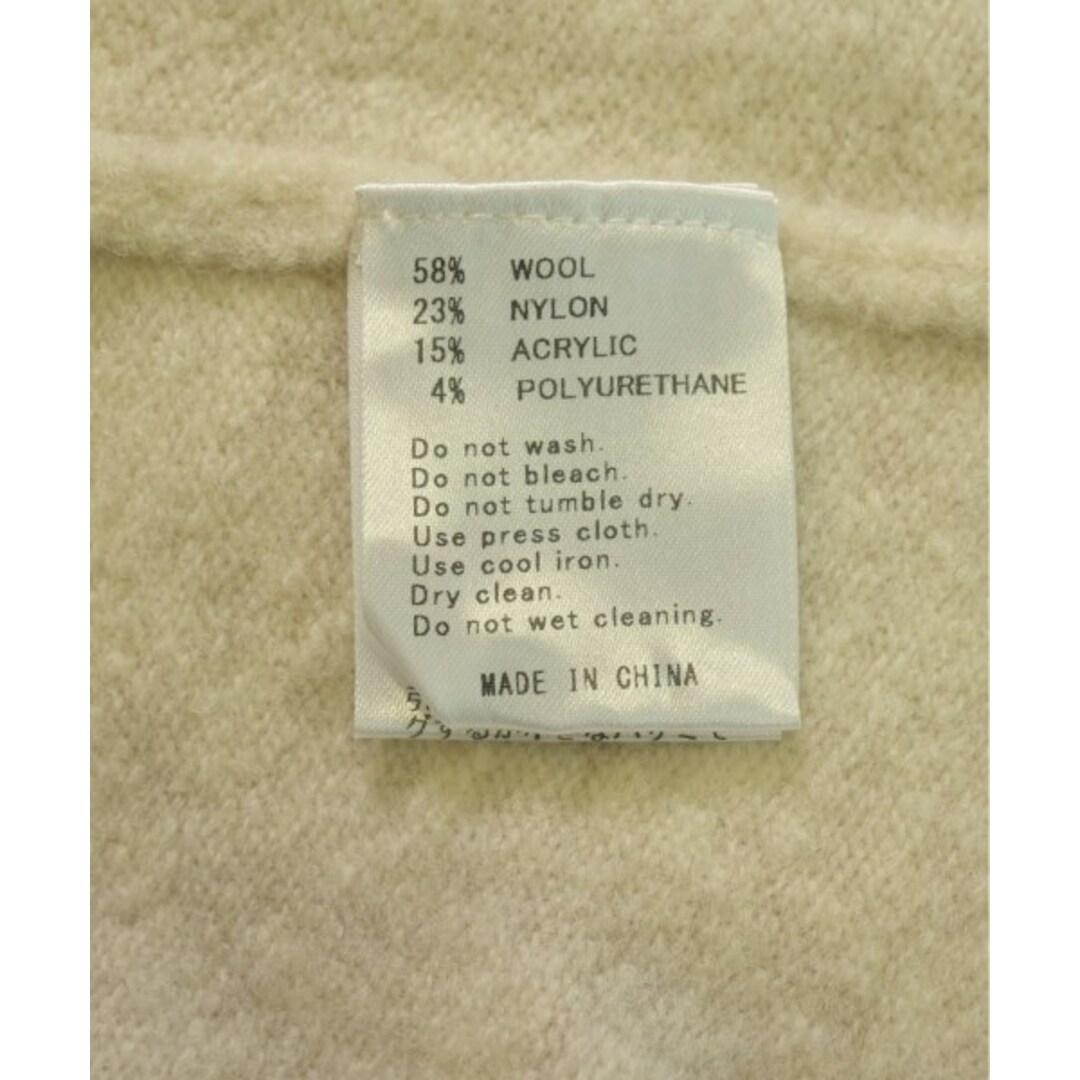 58% WOOL
23% NYLON
15% ACRYLIC
4% POLYURETHANE
Do not wash.
Do not bleach.
Do not tumble dry.
Use press cloth.
Use cool iron.
Dry clean.
Do not wet cleaning.
MADE IN CHINA